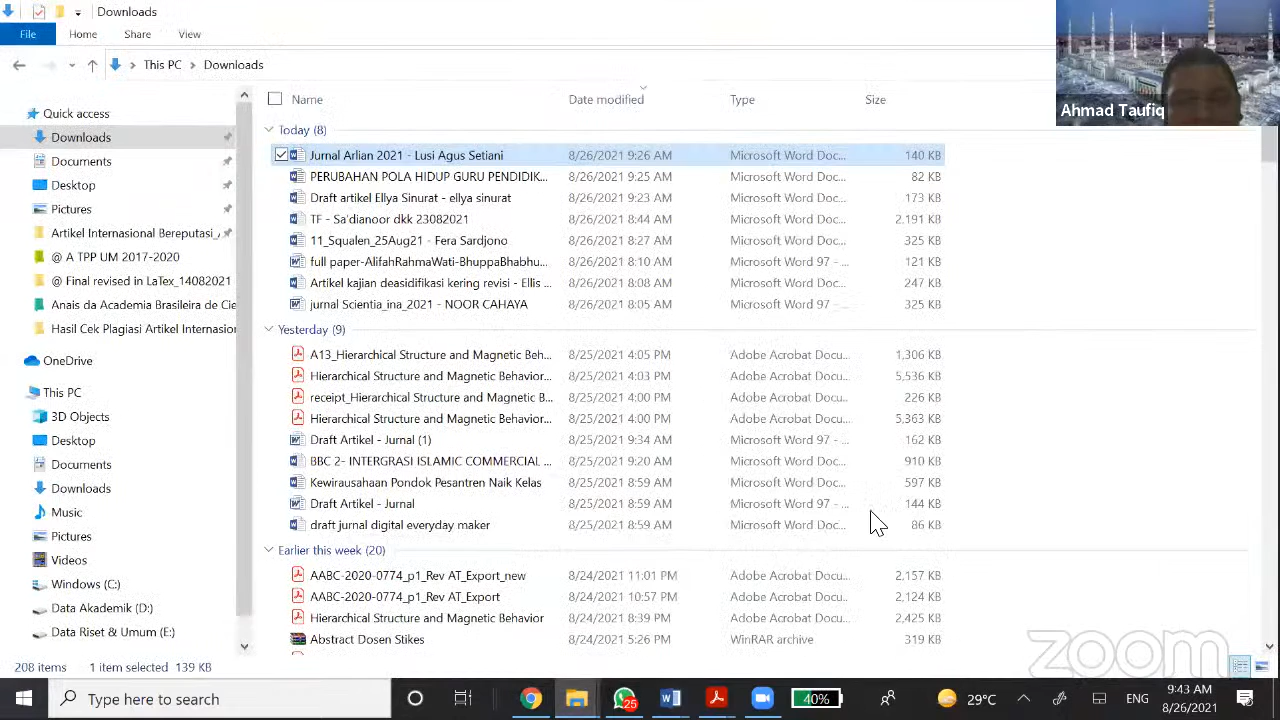 Downloads
File Home Share View
This PC Downloads
Ahmad Taufiq
Name Date modified Type Size
Quick access
Downloads
Documents
Desktop
Pictures
Artikel Internasional Bereputasi_
@ A TPP UM 2017-2020
@ Final revised in LaTex_14082021
Anais da Academia Brasileira de Cie
Hasil Cek Plagiasi Artikel Internasior
OneDrive
This PC
3D Objects
Desktop
Documents
Downloads
Music
Pictures
Videos
Windows (C:)
Data Akademik (D:)
Data Riset & Umum (E:)
Today (8)
Jurnal Arlian 2021 - Lusi Agus Setiani 8/26/2021 9:26 AM Microsoft Word Doc... 140 KB
PERUBAHAN POLA HIDUP GURU PENDIDIK... 8/26/2021 9:25 AM Microsoft Word Doc... 82 KB
Draft artikel Ellya Sinurat - ellya sinurat 8/26/2021 9:23 AM Microsoft Word Doc... 173 KB
TF - Sa'dianoor dkk 23082021 8/26/2021 8:44 AM Microsoft Word Doc... 2,191 KB
11_Squalen_25Aug21 - Fera Sardjono 8/26/2021 8:27 AM Microsoft Word Doc... 325 KB
full paper-AlifahRahmaWati-BhuppaBhabhu... 8/26/2021 8:10 AM Microsoft Word 97 - ... 121 KB
Artikel kajian deasidifikasi kering revisi - Ellis ... 8/26/2021 8:08 AM Microsoft Word Doc... 247 KB
jurnal Scientia_ina_2021 - NOOR CAHAYA 8/26/2021 8:05 AM Microsoft Word 97 - ... 325 KB
Yesterday (9)
A13_Hierarchical Structure and Magnetic Beh... 8/25/2021 4:05 PM Adobe Acrobat Docu... 1,306 KB
Hierarchical Structure and Magnetic Behavior... 8/25/2021 4:03 PM Adobe Acrobat Docu... 5,536 KB
receipt_Hierarchical Structure and Magnetic B... 8/25/2021 4:00 PM Adobe Acrobat Docu... 226 KB
Hierarchical Structure and Magnetic Behavior... 8/25/2021 4:00 PM Adobe Acrobat Docu... 5,363 KB
Draft Artikel - Jurnal (1) 8/25/2021 9:34 AM Microsoft Word 97 - ... 162 KB
BBC 2- INTERGRASI ISLAMIC COMMERCIAL ... 8/25/2021 9:20 AM Microsoft Word Doc... 910 KB
Kewirausahaan Pondok Pesantren Naik Kelas 8/25/2021 8:59 AM Microsoft Word Doc... 597 KB
Draft Artikel - Jurnal 8/25/2021 8:59 AM Microsoft Word 97 - ... 144 KB
draft jurnal digital everyday maker 8/25/2021 8:59 AM Microsoft Word Doc... 86 KB
Earlier this week (20)
AABC-2020-0774_p1_Rev AT_Export_new 8/24/2021 11:01 PM Adobe Acrobat Docu... 2,157 KB
AABC-2020-0774_p1_Rev AT_Export 8/24/2021 10:57 PM Adobe Acrobat Docu... 2,124 KB
Hierarchical Structure and Magnetic Behavior 8/24/2021 8:39 PM Adobe Acrobat Docu... 2,425 KB
Abstract Dosen Stikes 8/24/2021 5:26 PM WinRAR archive 319 KB
208 items 1 item selected 139 KB
zoom
Type here to search 25 40% 29°C ENG 9:43 AM
8/26/2021